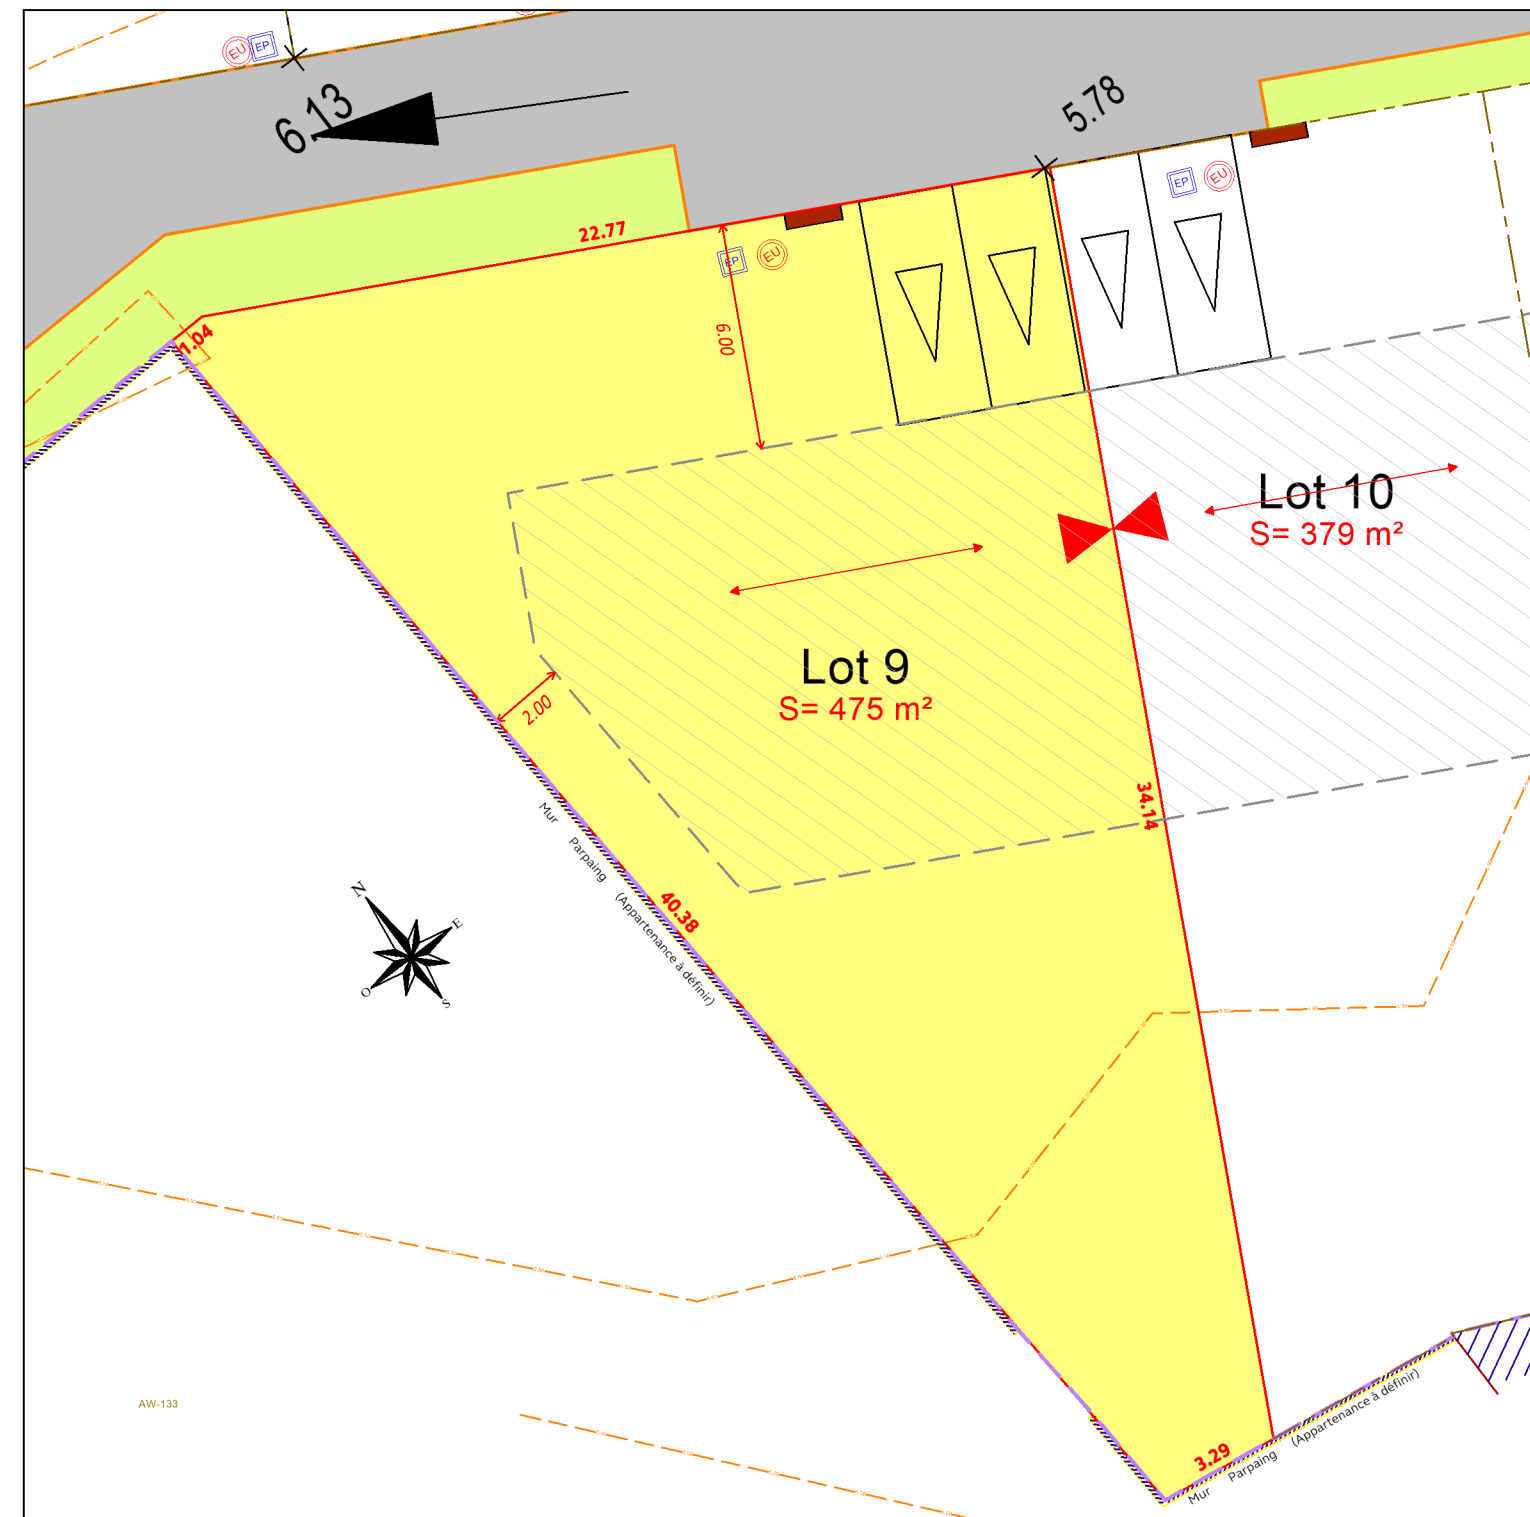 EU
EP
6.13
5.78
EP
EU
22.77
EP
EU
1.04
6.00
Lot 10
S= 379 m²
Lot 9
S= 475 m²
2.00
34.14
Mur Parpaing (Appartenance à définir)
40.38
N
E
O
S
AW-133
3.29
Mur Parpaing (Appartenance à définir)